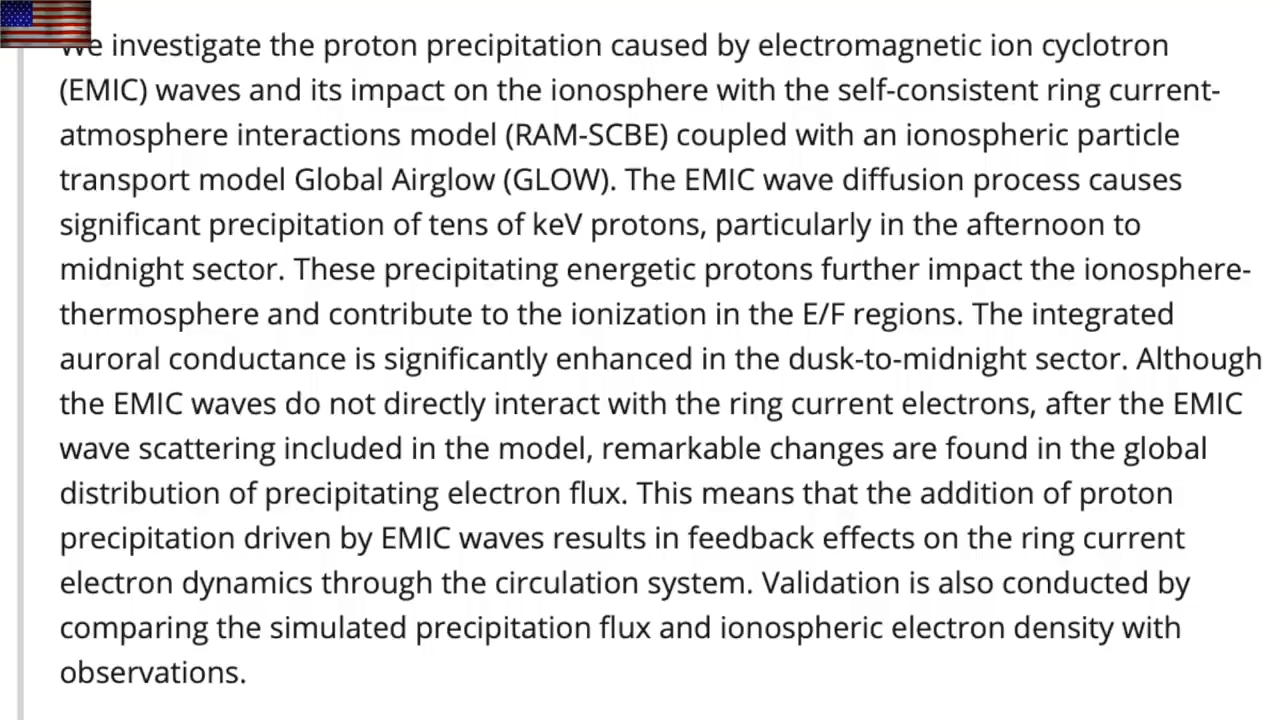 We investigate the proton precipitation caused by electromagnetic ion cyclotron
(EMIC) waves and its impact on the ionosphere with the self-consistent ring current-
atmosphere interactions model (RAM-SCBE) coupled with an ionospheric particle
transport model Global Airglow (GLOW). The EMIC wave diffusion process causes
significant precipitation of tens of keV protons, particularly in the afternoon to
midnight sector. These precipitating energetic protons further impact the ionosphere-
thermosphere and contribute to the ionization in the E/F regions. The integrated
auroral conductance is significantly enhanced in the dusk-to-midnight sector. Although
the EMIC waves do not directly interact with the ring current electrons, after the EMIC
wave scattering included in the model, remarkable changes are found in the global
distribution of precipitating electron flux. This means that the addition of proton
precipitation driven by EMIC waves results in feedback effects on the ring current
electron dynamics through the circulation system. Validation is also conducted by
comparing the simulated precipitation flux and ionospheric electron density with
observations.